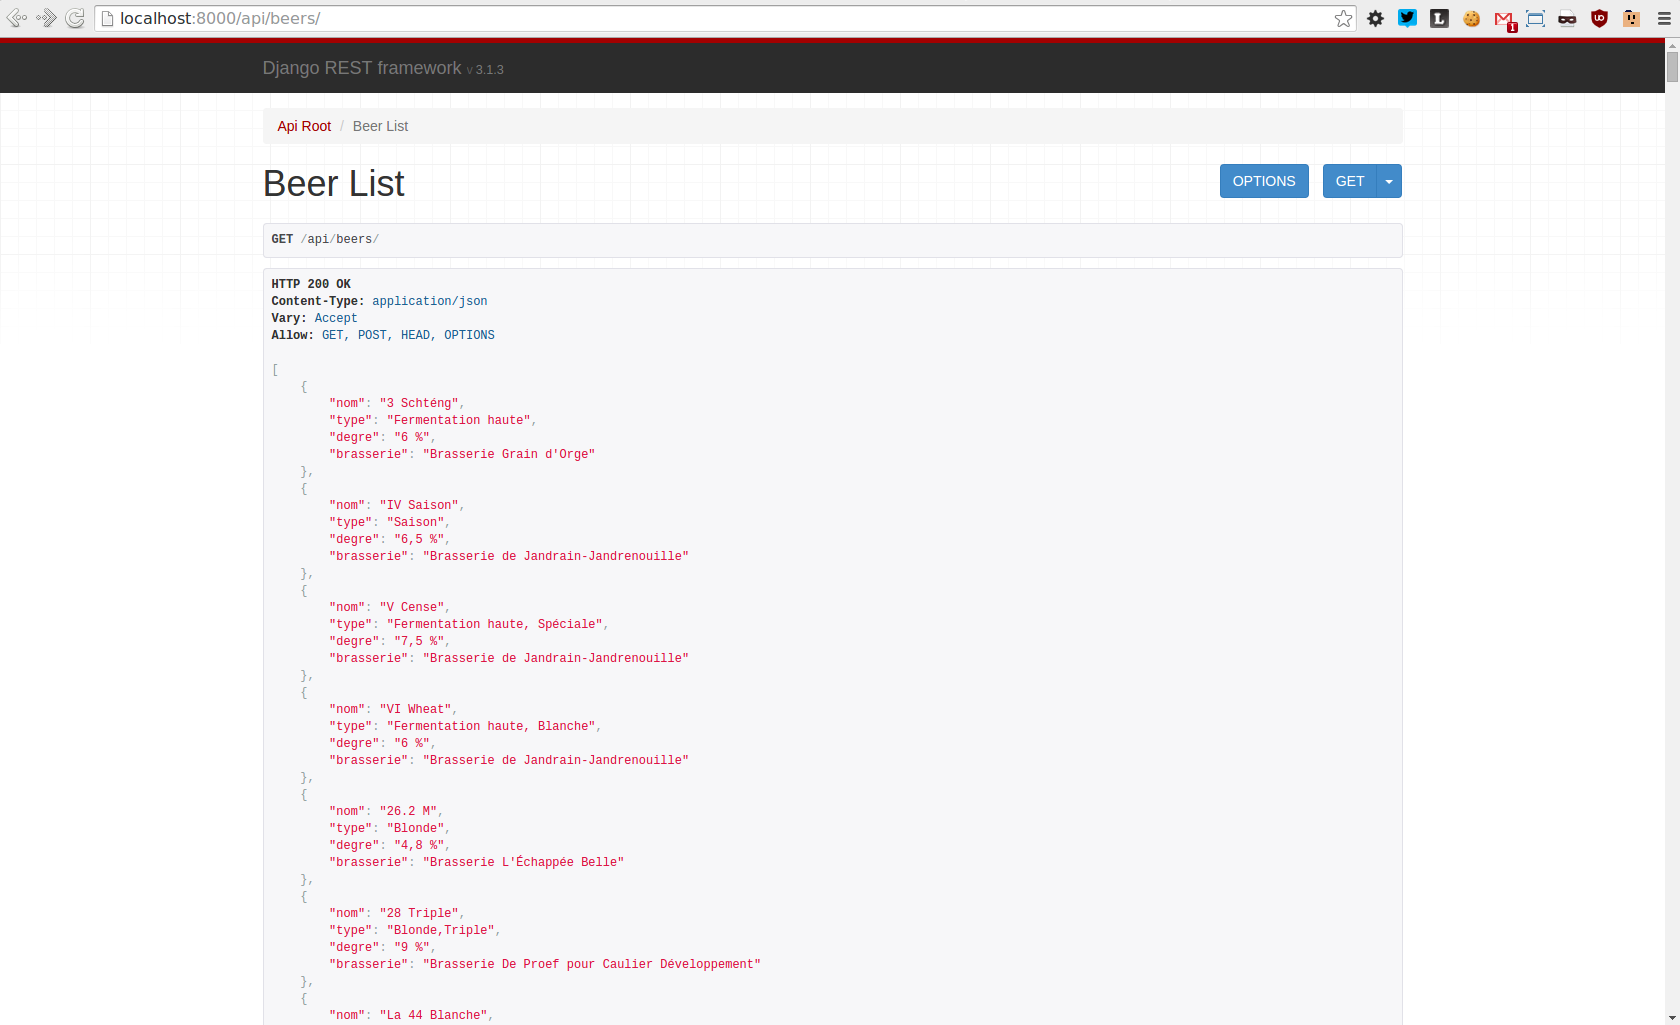 localhost:8000/api/beers/
L
1
UO
Django REST framework v 3.1.3
Api Root / Beer List
Beer List
OPTIONS
GET
GET /api/beers/
HTTP 200 OK
Content-Type: application/json
Vary: Accept
Allow: GET, POST, HEAD, OPTIONS
[
{
"nom": "3 Schténg",
"type": "Fermentation haute",
"degre": "6 %",
"brasserie": "Brasserie Grain d'Orge"
},
{
"nom": "IV Saison",
"type": "Saison",
"degre": "6,5 %",
"brasserie": "Brasserie de Jandrain-Jandrenouille"
},
{
"nom": "V Cense",
"type": "Fermentation haute, Spéciale",
"degre": "7,5 %",
"brasserie": "Brasserie de Jandrain-Jandrenouille"
},
{
"nom": "VI Wheat",
"type": "Fermentation haute, Blanche",
"degre": "6 %",
"brasserie": "Brasserie de Jandrain-Jandrenouille"
},
{
"nom": "26.2 M",
"type": "Blonde",
"degre": "4,8 %",
"brasserie": "Brasserie L'Échappée Belle"
},
{
"nom": "28 Triple",
"type": "Blonde,Triple",
"degre": "9 %",
"brasserie": "Brasserie De Proef pour Caulier Développement"
},
{
"nom": "La 44 Blanche",